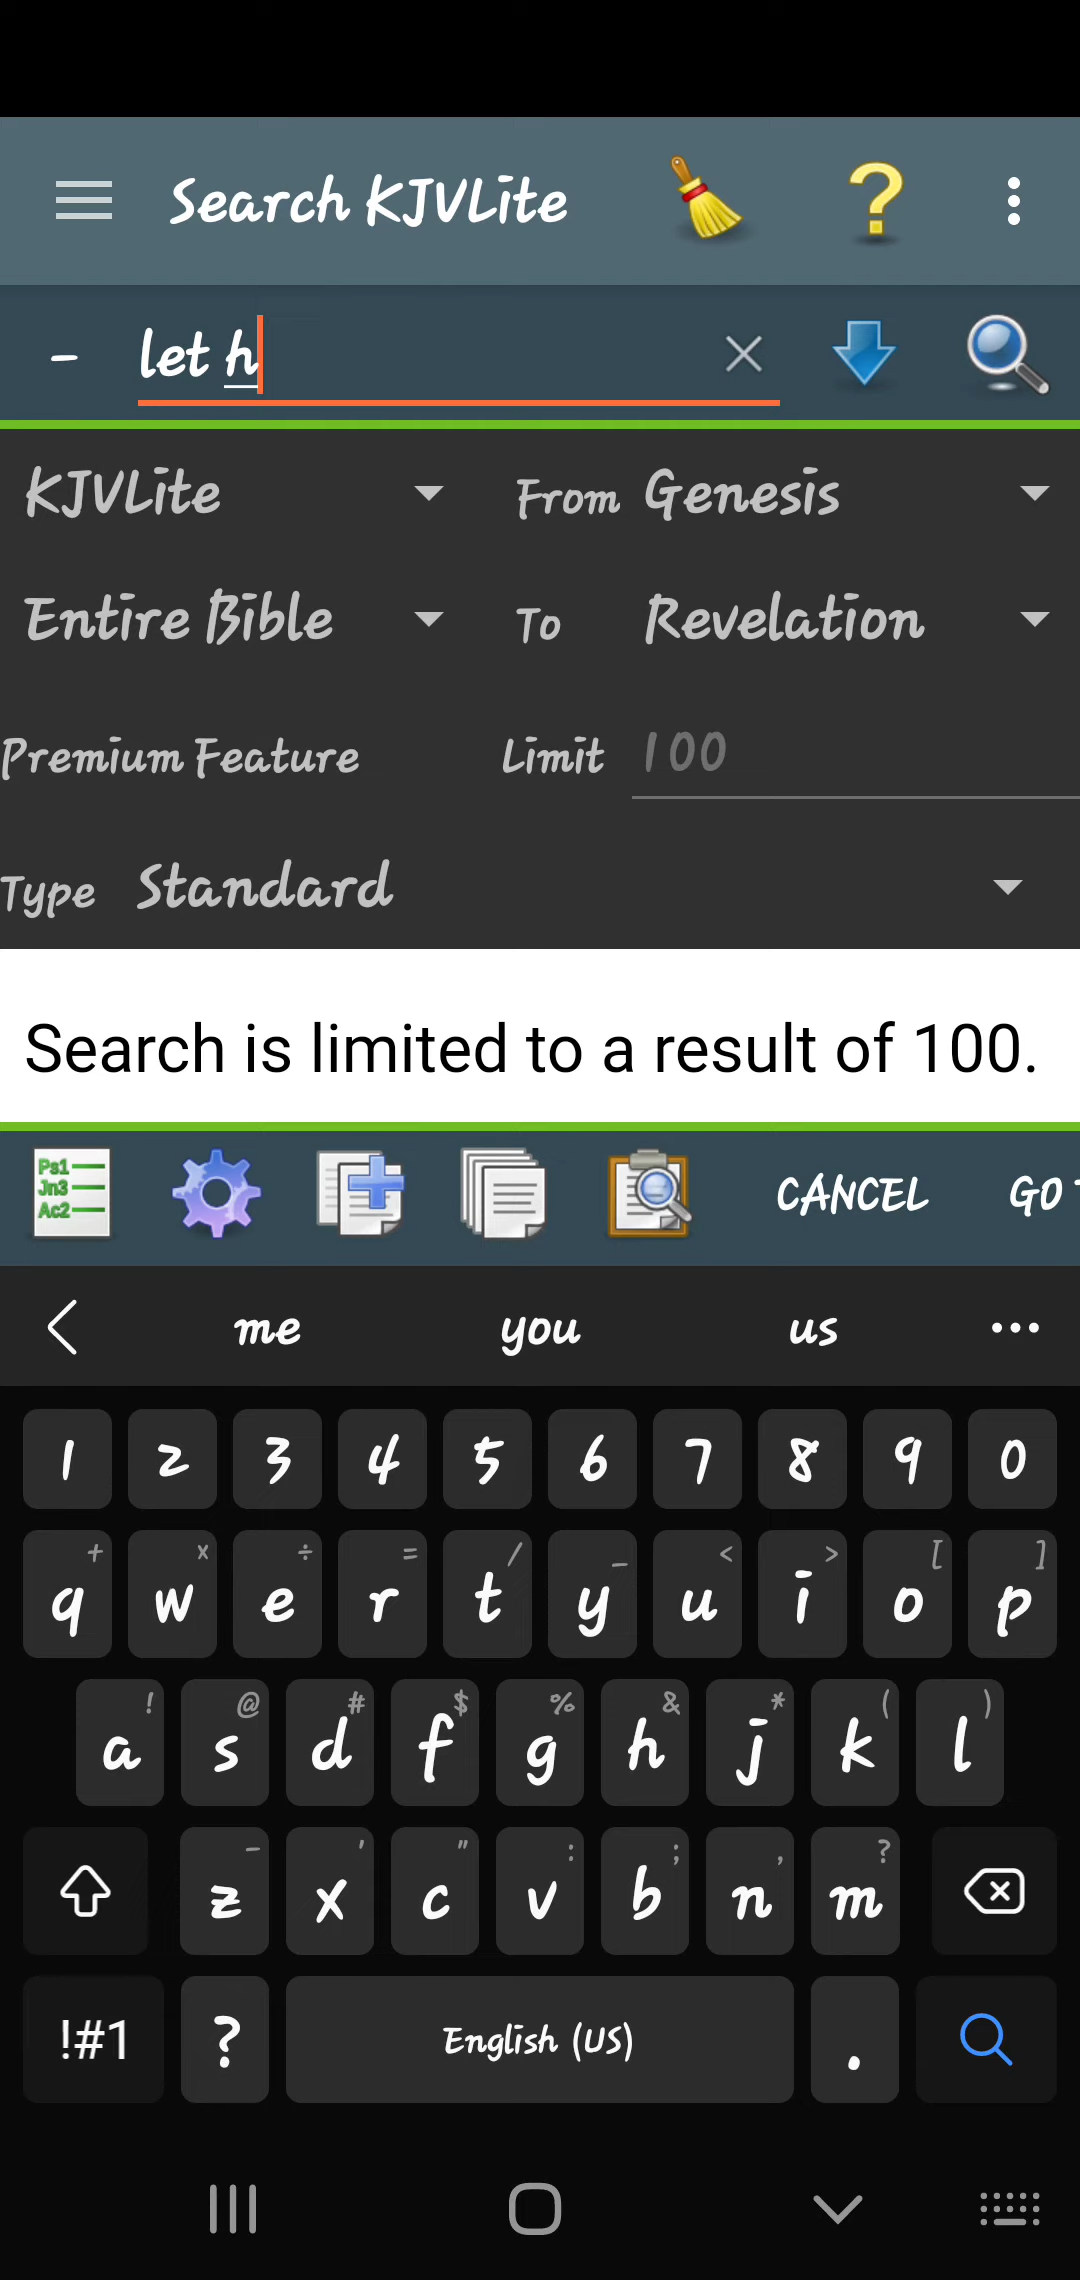 Search KJVLite
- let h
KJVLite From Genesis
Entire Bible To Revelation
Premium Feature Limit 100
Type Standard
Search is limited to a result of 100.
Ps1
Jn3
Ac2
CANCEL GO
me you us ...
1 2 3 4 5 6 7 8 9 0
+ × ÷ = / _ < > [ ]
q w e r t y u i o p
! @ # $ % & * ( )
a s d f g h j k l
- ' " : ; , ?
z x c v b n m
!#1 ? English (US) .